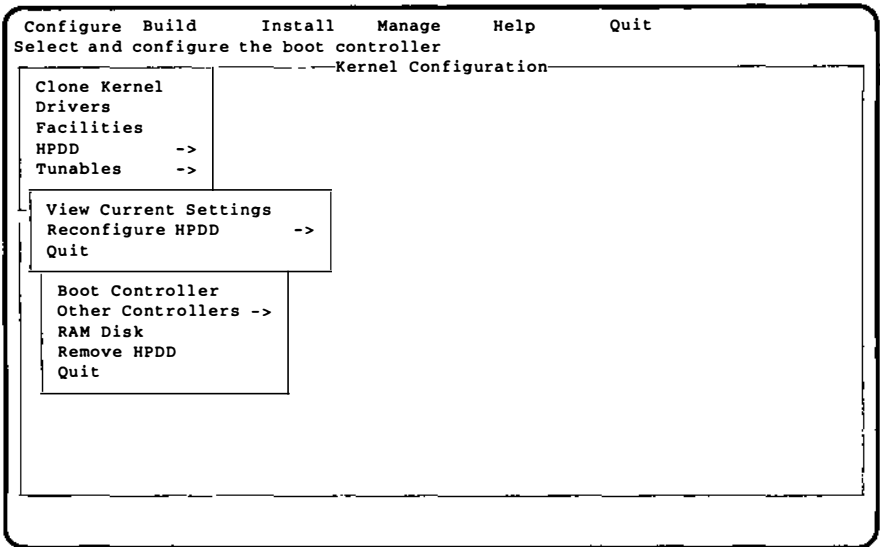 Configure Build Install Manage Help Quit
Select and configure the boot controller
Kernel Configuration
Clone Kernel
Drivers
Facilities
HPDD ->
Tunables ->
View Current Settings
Reconfigure HPDD ->
Quit
Boot Controller
Other Controllers ->
RAM Disk
Remove HPDD
Quit